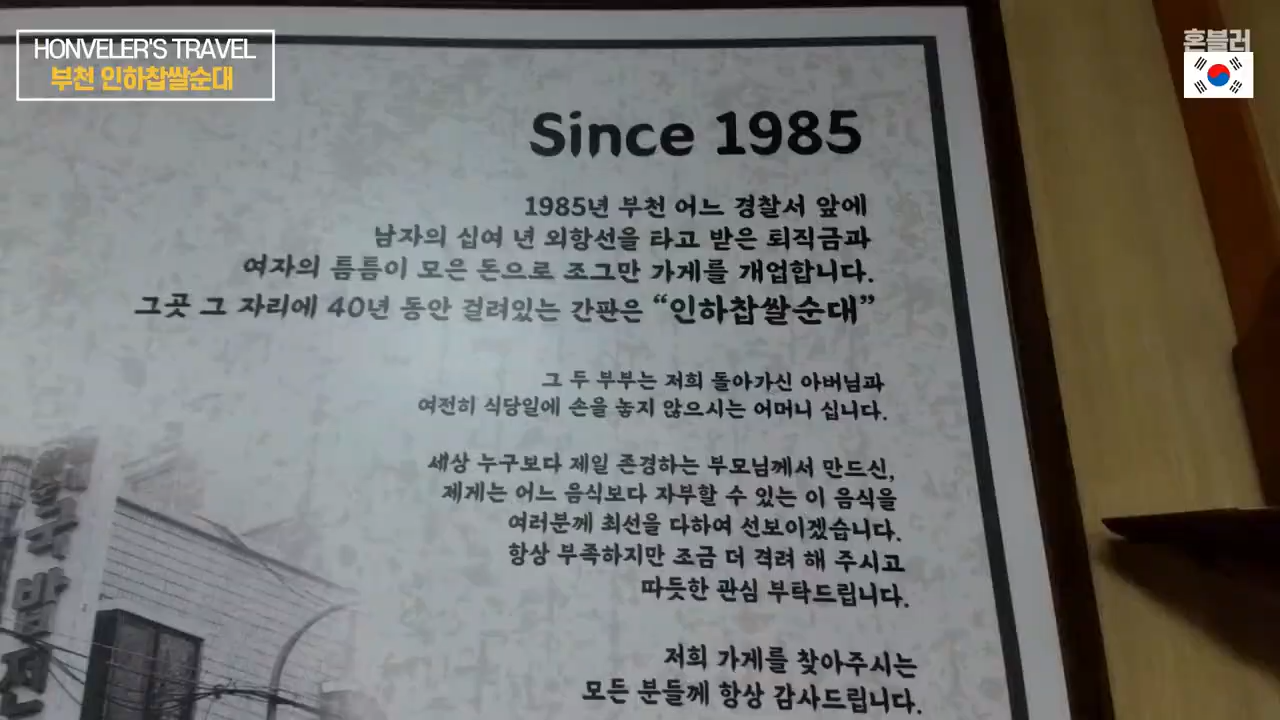 HONVELER'S TRAVEL
부천 인하찹쌀순대
혼블러
Since 1985
1985년 부천 어느 경찰서 앞에
남자의 십여 년 외항선을 타고 받은 퇴직금과
여자의 틈틈이 모은 돈으로 조그만 가게를 개업합니다.
그곳 그 자리에 40년 동안 걸려있는 간판은 “인하찹쌀순대”
그 두 부부는 저희 돌아가신 아버님과
여전히 식당일에 손을 놓지 않으시는 어머니 십니다.
세상 누구보다 제일 존경하는 부모님께서 만드신,
제게는 어느 음식보다 자부할 수 있는 이 음식을
여러분께 최선을 다하여 선보이겠습니다.
항상 부족하지만 조금 더 격려 해 주시고
따듯한 관심 부탁드립니다.
저희 가게를 찾아주시는
모든 분들께 항상 감사드립니다.